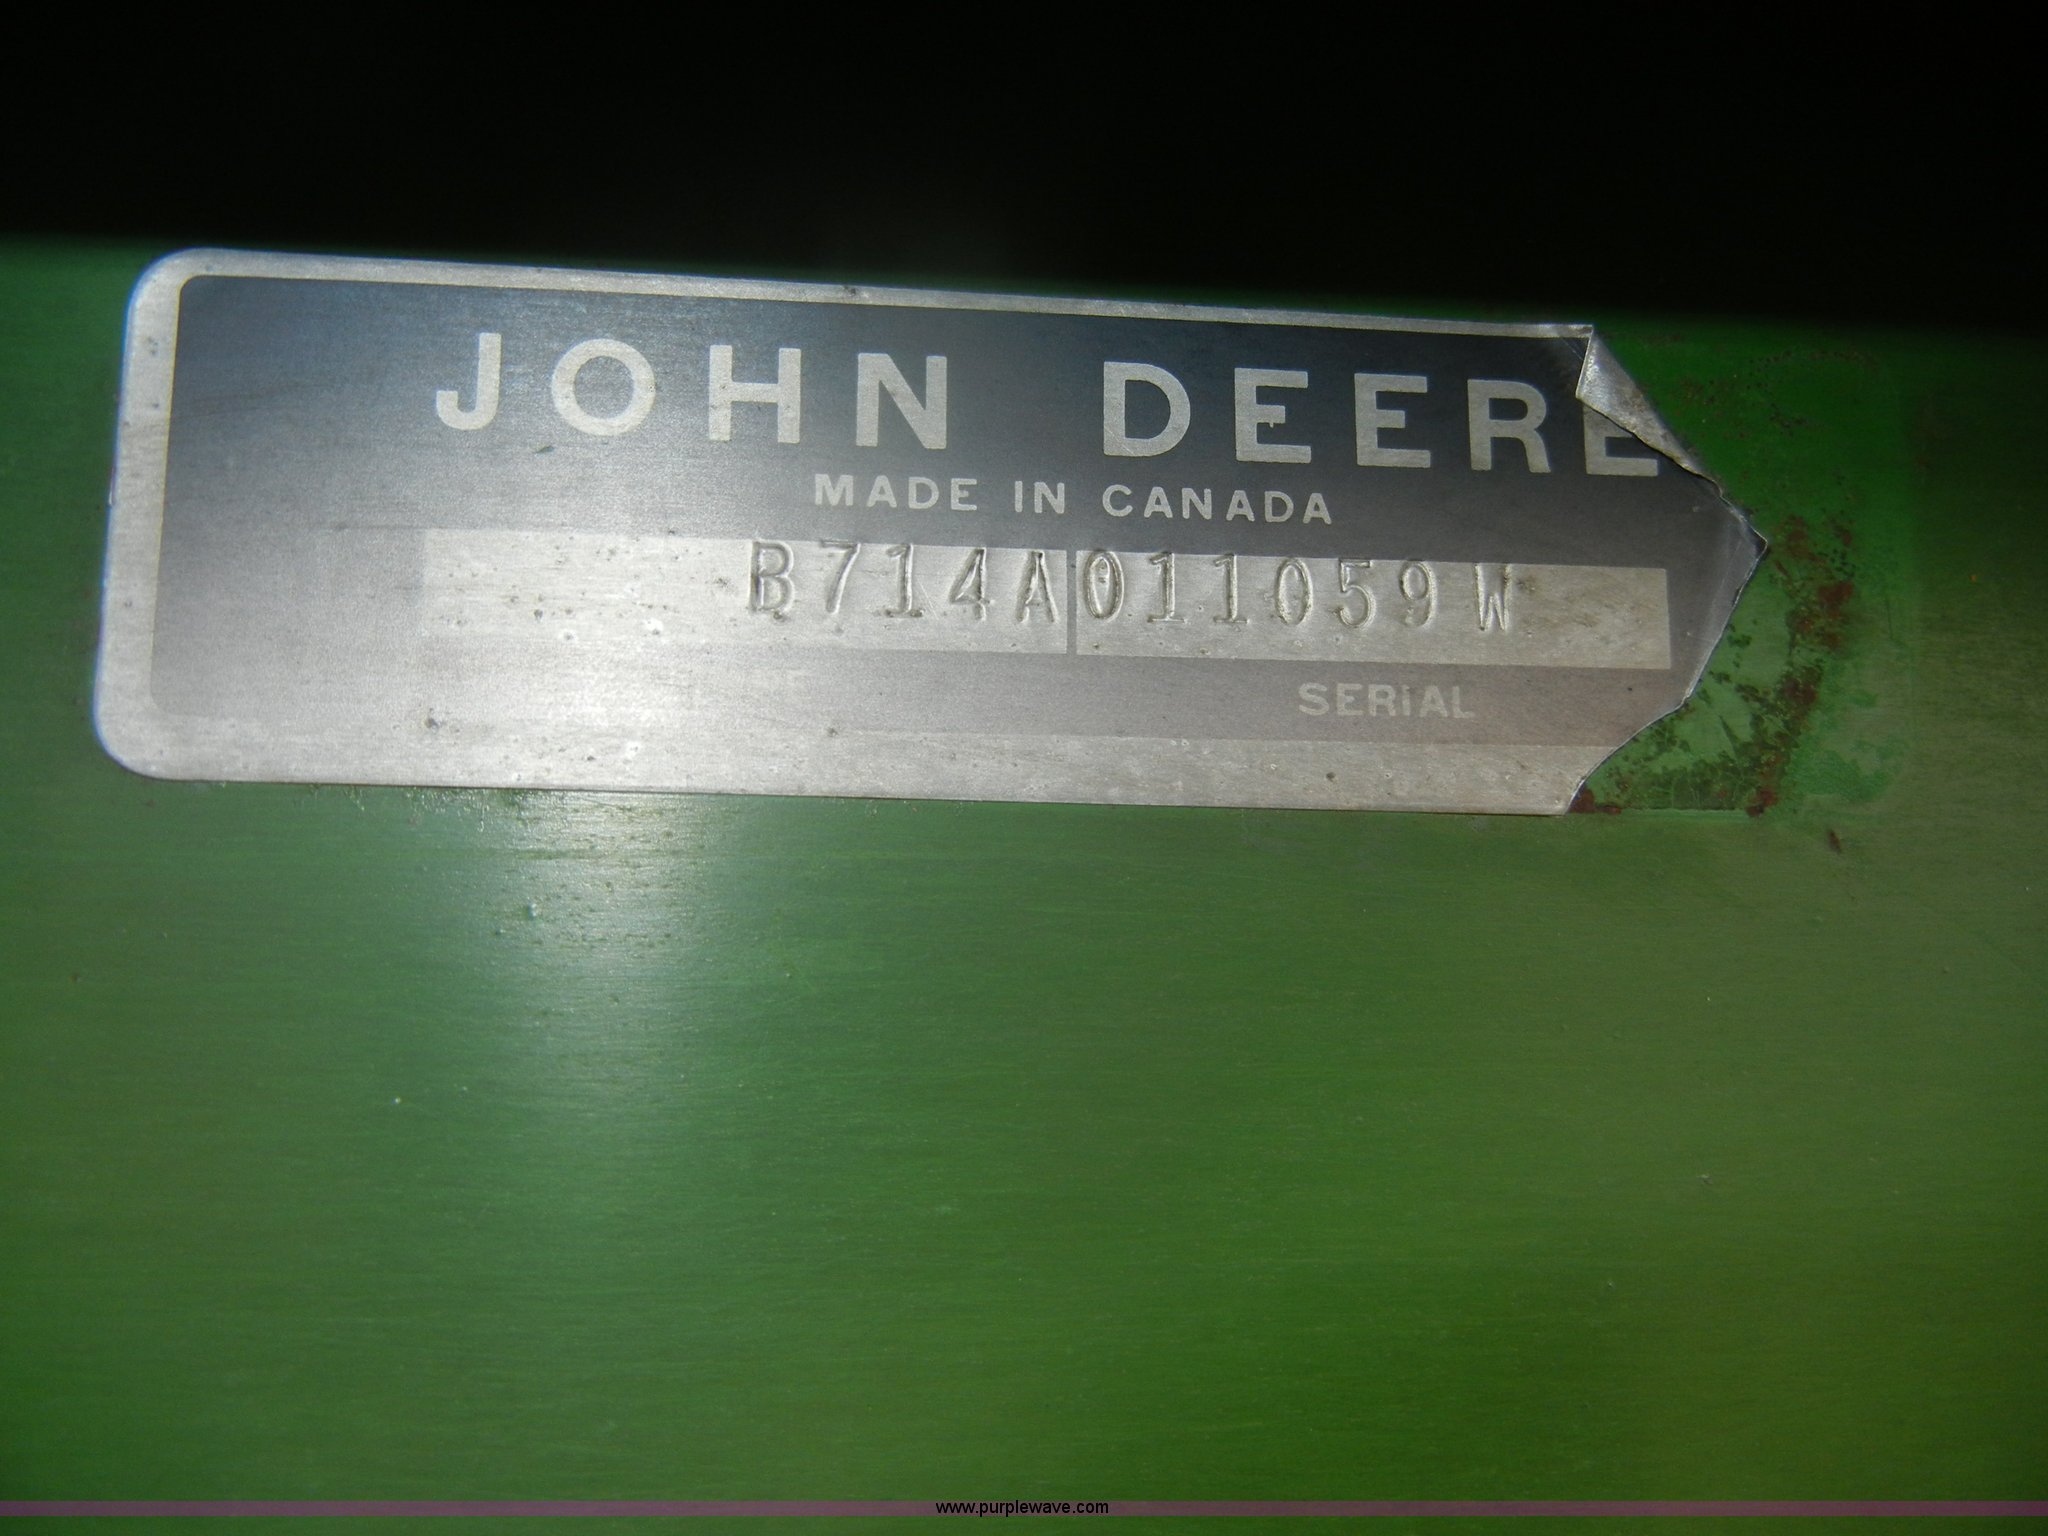 JOHN DEERE
MADE IN CANADA
B714A011059W
SERIAL
www.purplewave.com